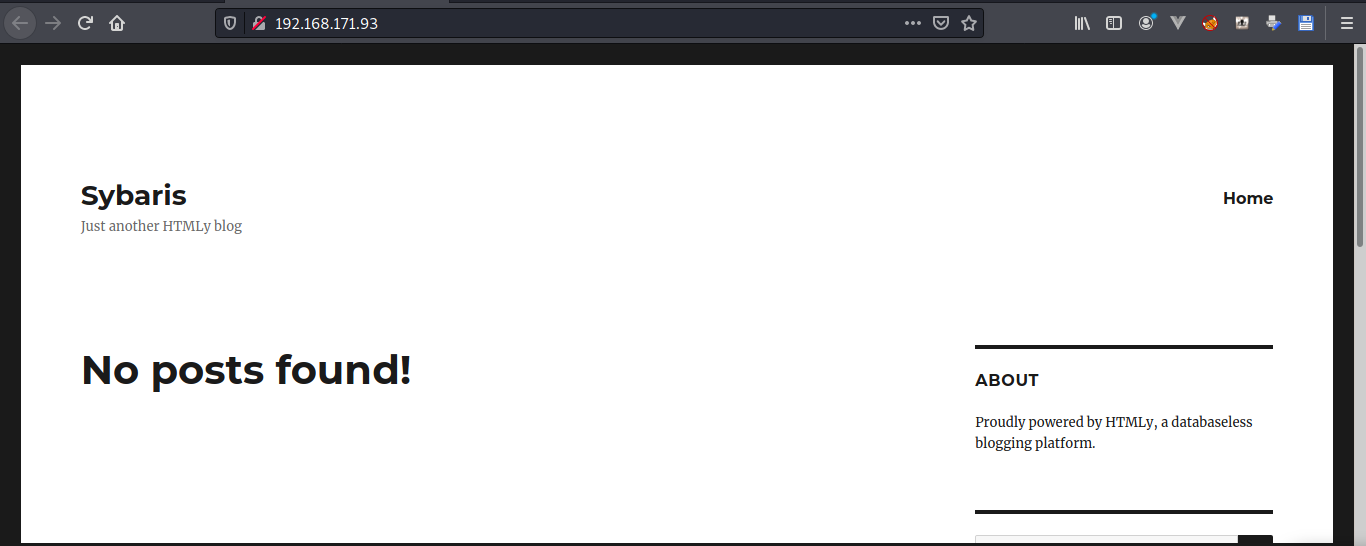 192.168.171.93
Sybaris
Home
Just another HTMLy blog
No posts found!
ABOUT
Proudly powered by HTMLy, a databaseless
blogging platform.